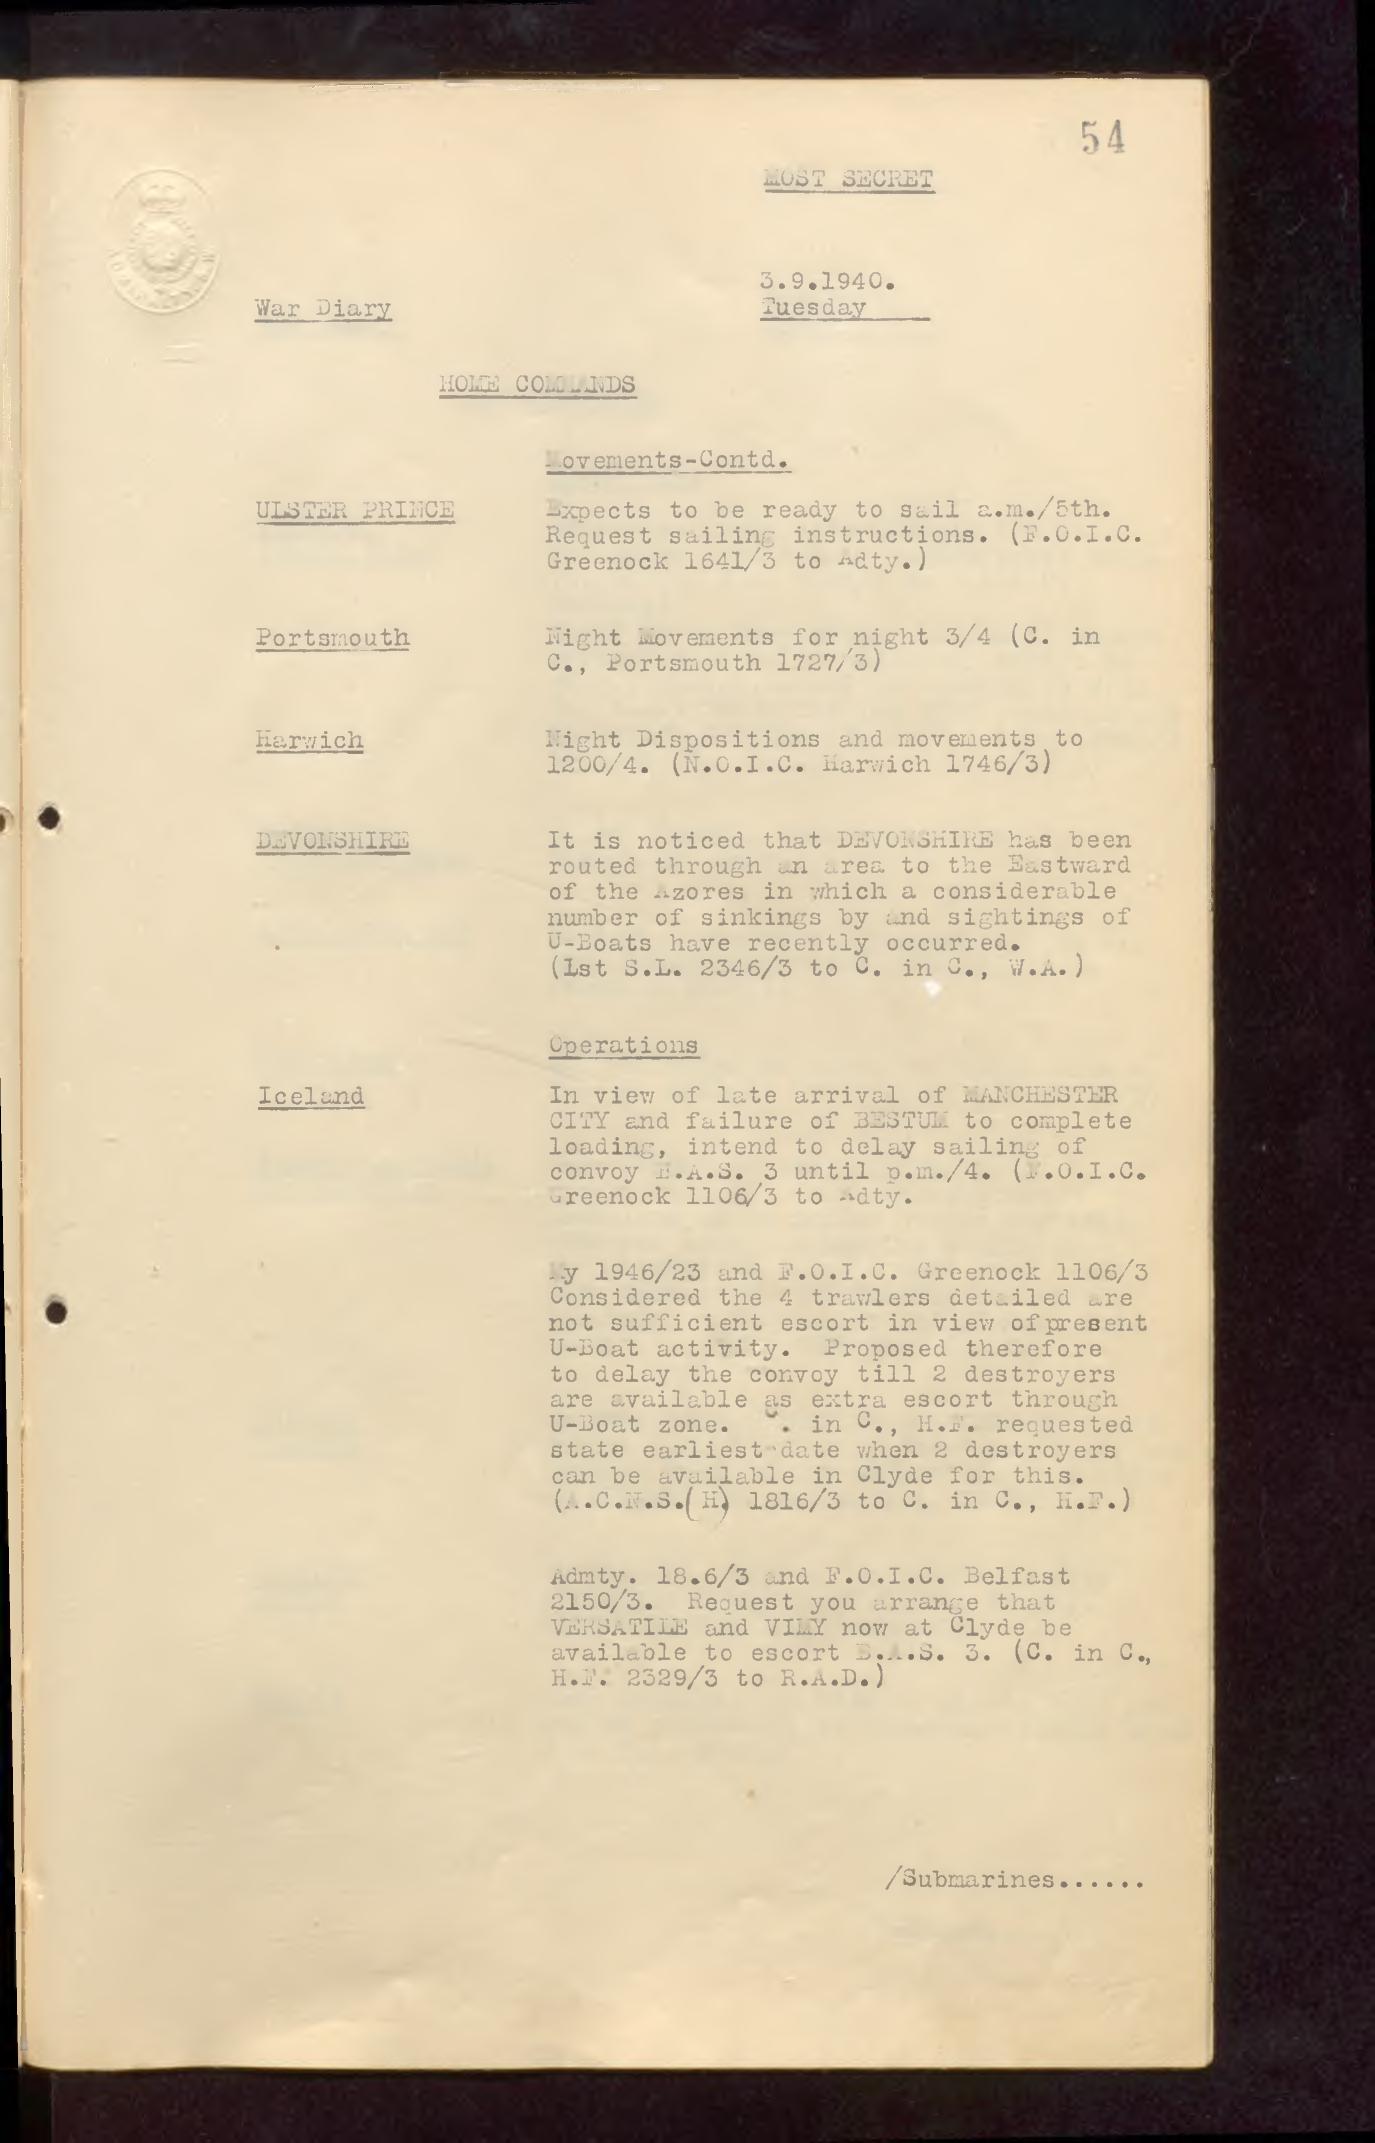 54
MOST SECRET
3.9.1940.
War Diary
Tuesday
HOME COMMANDS
Movements-Contd.
ULSTER PRINCE
Expects to be ready to sail a.m./5th.
Request sailing instructions. (F.O.I.C.
Greenock 1641/3 to Adty.)
Portsmouth
Night Movements for night 3/4 (C. in
C., Portsmouth 1727/3)
Harwich
Night Dispositions and movements to
1200/4. (N.O.I.C. Harwich 1746/3)
DEVONSHIRE
It is noticed that DEVONSHIRE has been
routed through an area to the Eastward
of the Azores in which a considerable
number of sinkings by and sightings of
U-Boats have recently occurred.
(1st S.L. 2346/3 to C. in C., W.A.)
Operations
Iceland
In view of late arrival of MANCHESTER
CITY and failure of BESTUM to complete
loading, intend to delay sailing of
convoy .A.S. 3 until p.m./4. (F.O.I.C.
Greenock 1106/3 to Adty.
My 1946/23 and F.O.I.C. Greenock 1106/3
Considered the 4 trawlers detailed are
not sufficient escort in view of present
U-Boat activity. Proposed therefore
to delay the convoy till 2 destroyers
are available as extra escort through
U-Boat zone. C. in C., H.F. requested
state earliest date when 2 destroyers
can be available in Clyde for this.
(A.C.N.S.(H) 1816/3 to C. in C., H.F.)
Admty. 18.6/3 and F.O.I.C. Belfast
2150/3. Request you arrange that
VERSATILE and VIMY now at Clyde be
available to escort B.A.S. 3. (C. in C.,
H.F. 2329/3 to R.A.D.)
/Submarines......